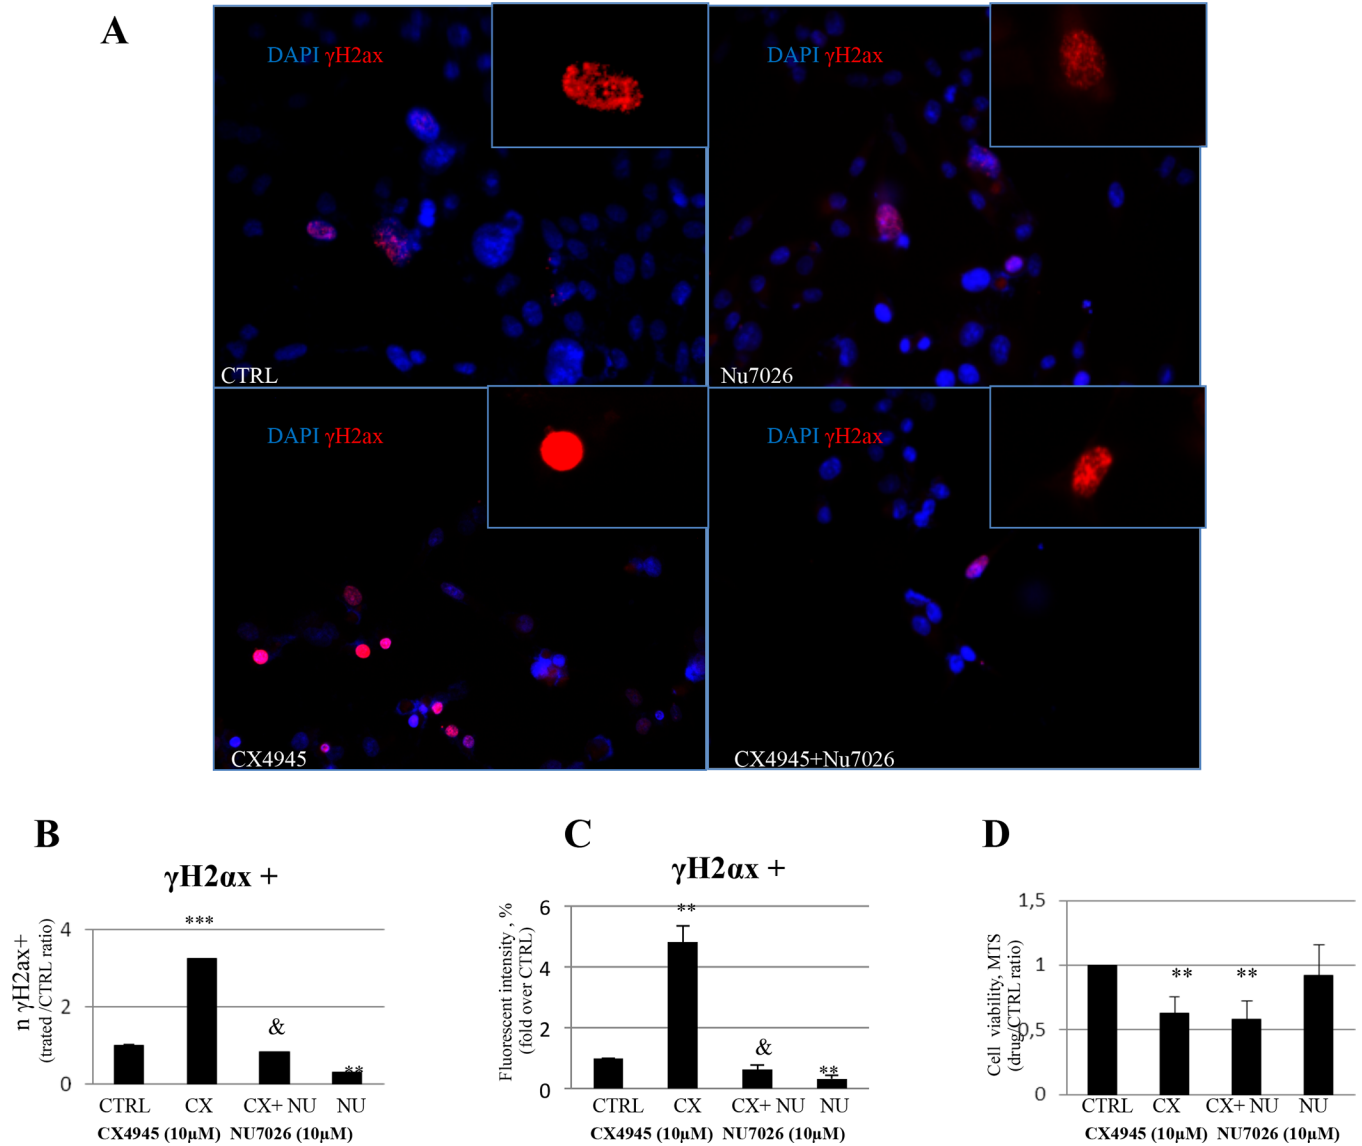 A
DAPI γH2ax
DAPI γH2ax
CTRL
Nu7026
DAPI γH2ax
DAPI γH2ax
CX4945
CX4945+Nu7026
B
γH2αx +
n γH2ax+
(trated /CTRL ratio)
4
2
0
***
&
**
CTRL CX CX+ NU NU
CX4945 (10μM) NU7026 (10μM)
C
γH2αx +
Fluorescent intensity , %
(fold over CTRL)
6
4
2
0
**
&
**
CTRL CX CX+ NU NU
CX4945 (10μM) NU7026 (10μM)
D
Cell viability, MTS
(drug/CTRL ratio)
1,5
1
0,5
0
**
**
CTRL CX CX+ NU NU
CX4945 (10μM) NU7026 (10μM)